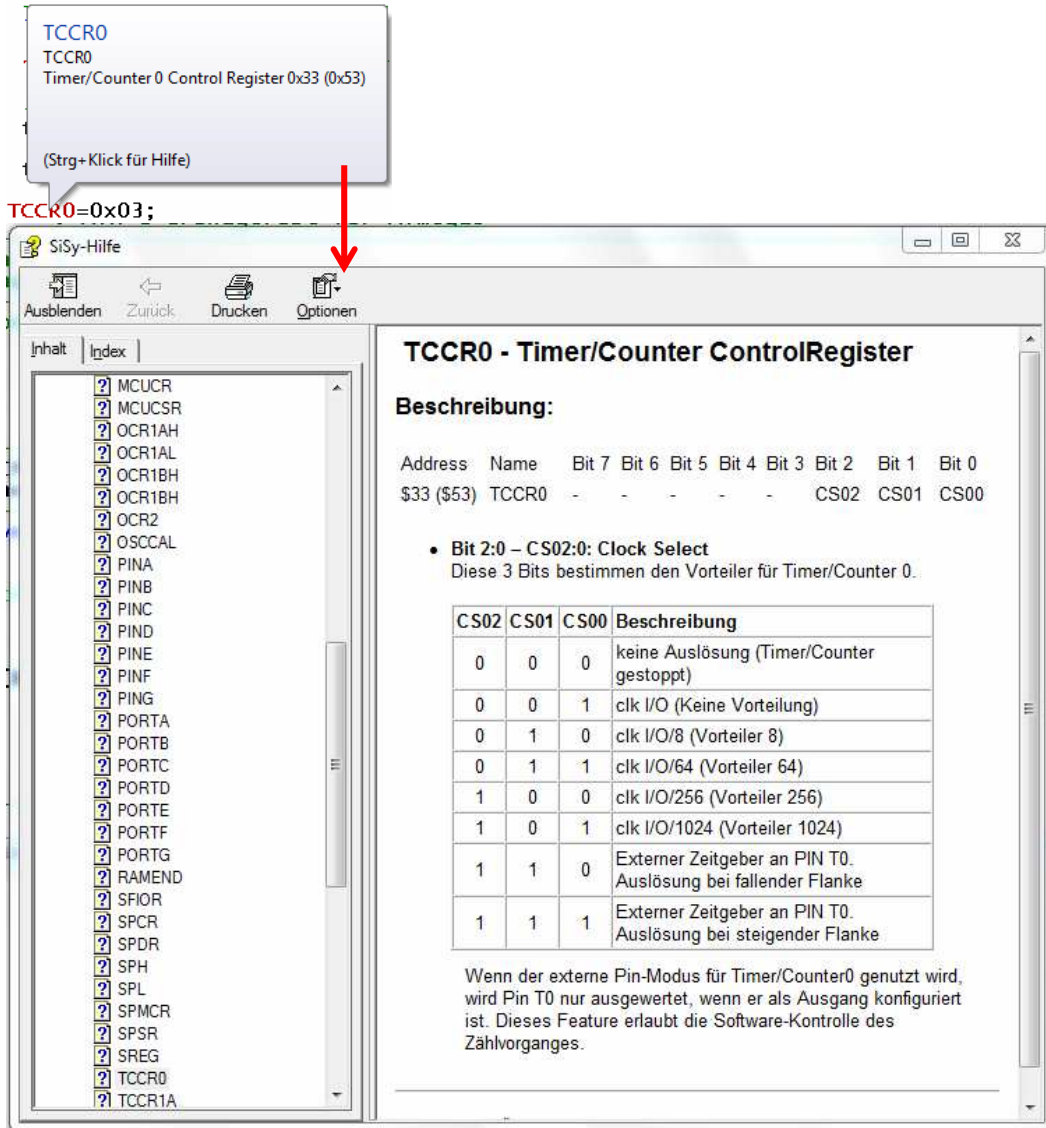 TCCR0
TCCR0
Timer/Counter 0 Control Register 0x33 (0x53)
(Strg+Klick für Hilfe)
TCCR0=0x03;
SiSy-Hilfe
Ausblenden Zurück Drucken Optionen
Inhalt Index
MCUCR
MCUCSR
OCR1AH
OCR1AL
OCR1BH
OCR1BH
OCR2
OSCCAL
PINA
PINB
PINC
PIND
PINE
PINF
PING
PORTA
PORTB
PORTC
PORTD
PORTE
PORTF
PORTG
RAMEND
SFIOR
SPCR
SPDR
SPH
SPL
SPMCR
SPSR
SREG
TCCR0
TCCR1A
TCCR0 - Timer/Counter ControlRegister
Beschreibung:
Address Name Bit 7 Bit 6 Bit 5 Bit 4 Bit 3 Bit 2 Bit 1 Bit 0
$33 ($53) TCCR0 - - - - - CS02 CS01 CS00
• Bit 2:0 – CS02:0: Clock Select
Diese 3 Bits bestimmen den Vorteiler für Timer/Counter 0.
CS02 CS01 CS00 Beschreibung
0 0 0 keine Auslösung (Timer/Counter
gestoppt)
0 0 1 clk I/O (Keine Vorteilung)
0 1 0 clk I/O/8 (Vorteiler 8)
0 1 1 clk I/O/64 (Vorteiler 64)
1 0 0 clk I/O/256 (Vorteiler 256)
1 0 1 clk I/O/1024 (Vorteiler 1024)
1 1 0 Externer Zeitgeber an PIN T0.
Auslösung bei fallender Flanke
1 1 1 Externer Zeitgeber an PIN T0.
Auslösung bei steigender Flanke
Wenn der externe Pin-Modus für Timer/Counter0 genutzt wird,
wird Pin T0 nur ausgewertet, wenn er als Ausgang konfiguriert
ist. Dieses Feature erlaubt die Software-Kontrolle des
Zählvorganges.